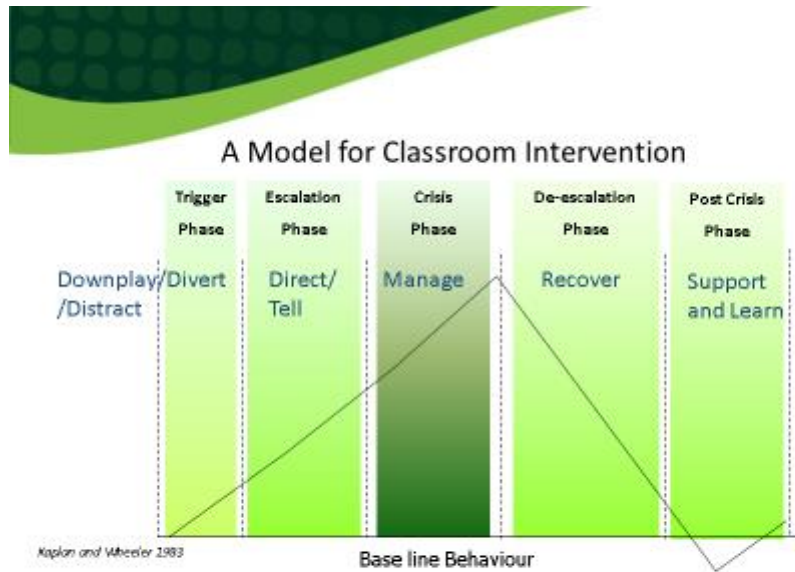 A Model for Classroom Intervention
Trigger
Phase
Escalation
Phase
Crisis
Phase
De-escalation
Phase
Post Crisis
Phase
Downplay/Divert
/Distract
Direct/
Tell
Manage
Recover
Support
and Learn
Kaplan and Wheeler 1983
Base line Behaviour